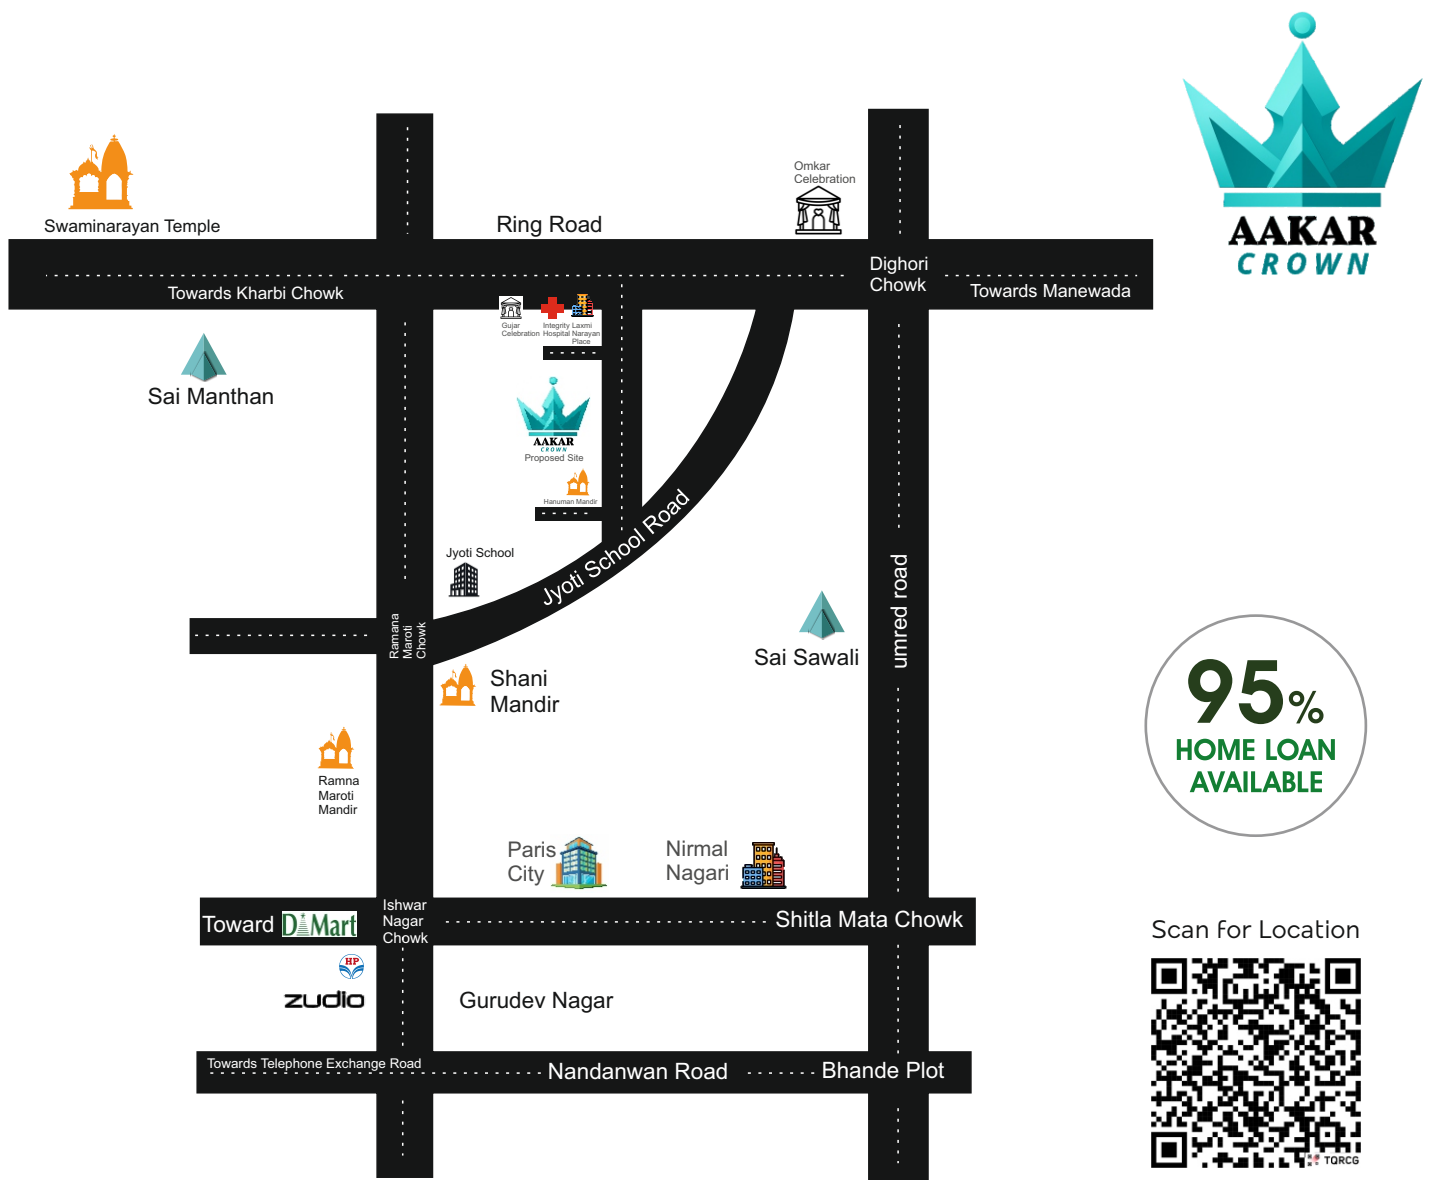 AAKAR
CROWN
Omkar
Celebration
Swaminarayan Temple
Ring Road
Dighori
Chowk
Towards Kharbi Chowk
Towards Manewada
Gujar
Celebration
Integrity
Hospital
Laxmi
Narayan
Place
Sai Manthan
AAKAR
CROWN
Proposed Site
Hanuman Mandir
Jyoti School
Jyoti School Road
umred road
Ramana
Maroti
Chowk
Sai Sawali
Shani
Mandir
95%
HOME LOAN
AVAILABLE
Ramna
Maroti
Mandir
Paris
City
Nirmal
Nagari
Toward D Mart
Ishwar
Nagar
Chowk
Shitla Mata Chowk
Scan for Location
HP
zudio
Gurudev Nagar
Towards Telephone Exchange Road
Nandanwan Road
Bhande Plot
TQRCG